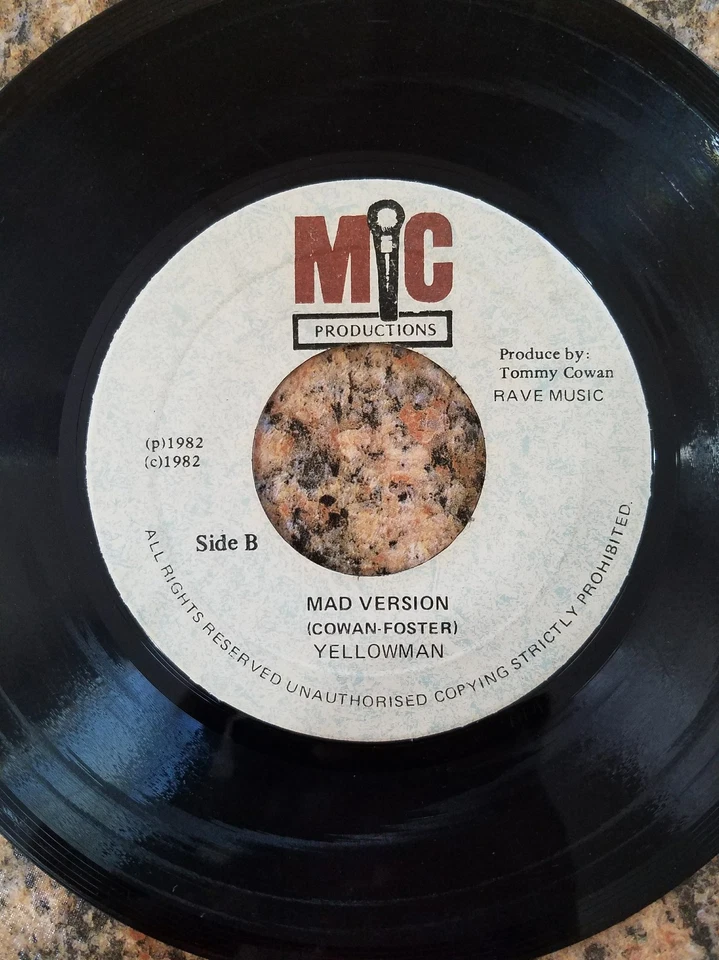 MIC
PRODUCTIONS
Produce by:
Tommy Cowan
RAVE MUSIC
(p)1982
(c)1982
Side B
MAD VERSION
(COWAN-FOSTER)
YELLOWMAN
ALL RIGHTS RESERVED UNAUTHORISED COPYING STRICTLY PROHIBITED.